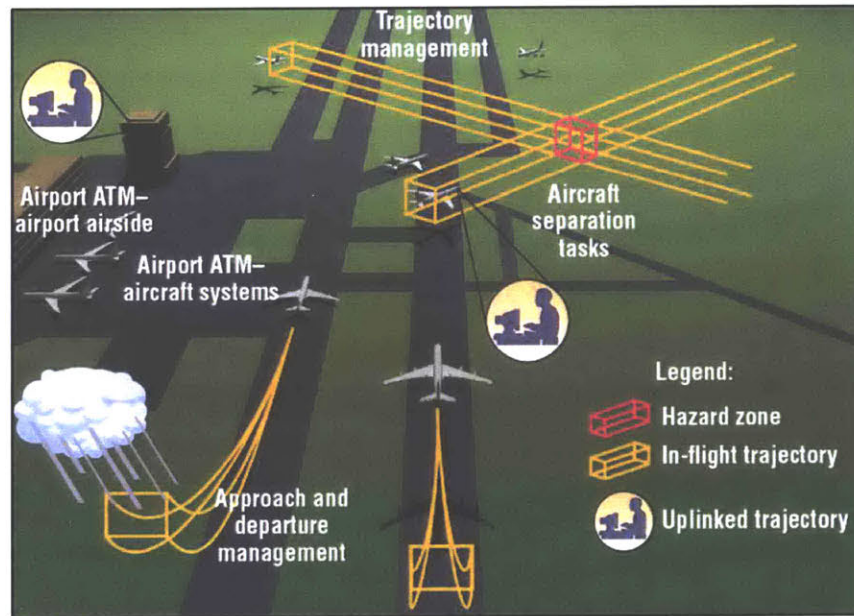 Trajectory
management
Airport ATM–
airport airside
Aircraft
separation
tasks
Airport ATM–
aircraft systems
Approach and
departure
management
Legend:
Hazard zone
In-flight trajectory
Uplinked trajectory